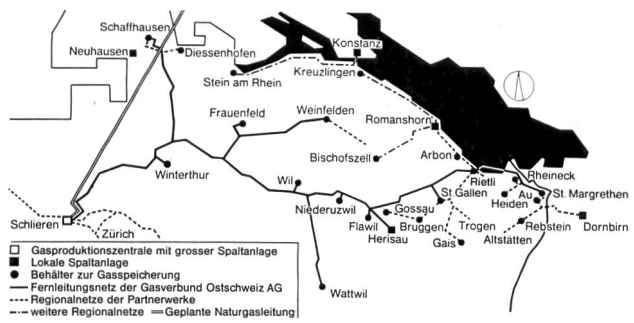 Schaffhausen
Neuhausen
Diessenhofen
Konstanz
Stein am Rhein
Kreuzlingen
Frauenfeld
Weinfelden
Romanshorn
Bischofszell
Arbon
Winterthur
Rietli
Rheineck
Wil
St. Gallen
Au
St. Margrethen
Heiden
Niederuzwil
Gossau
Schlieren
Zürich
Flawil
Bruggen
Trogen
Rebstein
Dornbirn
Herisau
Gais
Altstätten
Wattwil
Gasproduktionszentrale mit grosser Spaltanlage
Lokale Spaltanlage
Behälter zur Gasspeicherung
Fernleitungsnetz der Gasverbund Ostschweiz AG
Regionalnetze der Partnerwerke
weitere Regionalnetze
Geplante Naturgasleitung